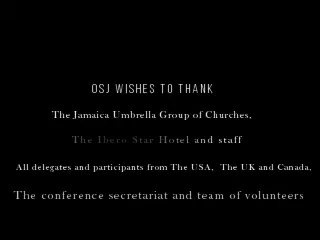 OSJ WISHES TO THANK
The Jamaica Umbrella Group of Churches,
The Ibero Star Hotel and staff
All delegates and participants from The USA, The UK and Canada,
The conference secretariat and team of volunteers